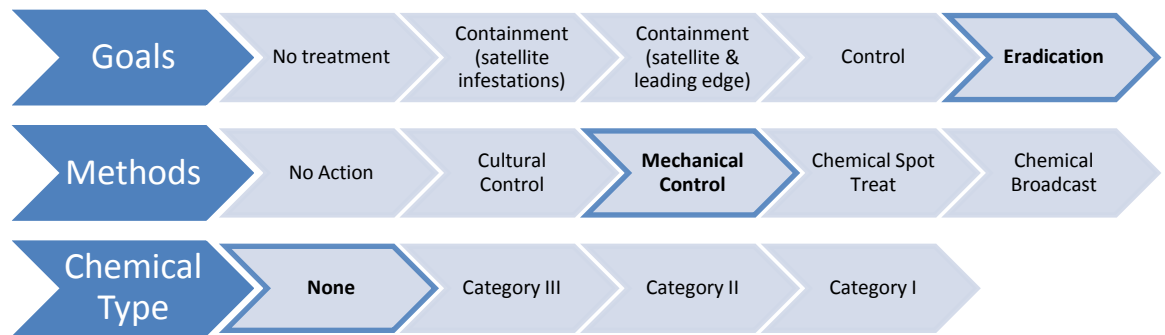 Goals
No treatment
Containment
(satellite
infestations)
Containment
(satellite &
leading edge)
Control
Eradication
Methods
No Action
Cultural
Control
Mechanical
Control
Chemical Spot
Treat
Chemical
Broadcast
Chemical
Type
None
Category III
Category II
Category I